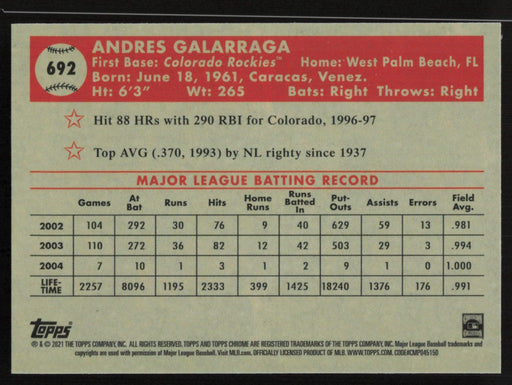 692
ANDRES GALARRAGA
First Base: Colorado Rockies™ Home: West Palm Beach, FL
Born: June 18, 1961, Caracas, Venez.
Ht: 6'3" Wt: 265 Bats: Right Throws: Right
Hit 88 HRs with 290 RBI for Colorado, 1996-97
Top AVG (.370, 1993) by NL righty since 1937
MAJOR LEAGUE BATTING RECORD
Games At Bat Runs Hits Home Runs Runs Batted In Put-Outs Assists Errors Field Avg.
2002 104 292 30 76 9 40 629 59 13 .981
2003 110 272 36 82 12 42 503 29 3 .994
2004 7 10 1 3 1 2 9 1 0 1.000
LIFE-TIME 2257 8096 1195 2333 399 1425 18240 1376 176 .991
Topps
® & © 2021 THE TOPPS COMPANY, INC. ALL RIGHTS RESERVED. TOPPS AND TOPPS CHROME ARE REGISTERED TRADEMARKS OF THE TOPPS COMPANY, INC. Major League Baseball trademarks and
copyrights are used with permission of Major League Baseball. Visit MLB.com. OFFICIALLY LICENSED PRODUCT OF MLB. WWW.TOPPS.COM. CODE#CMP045150